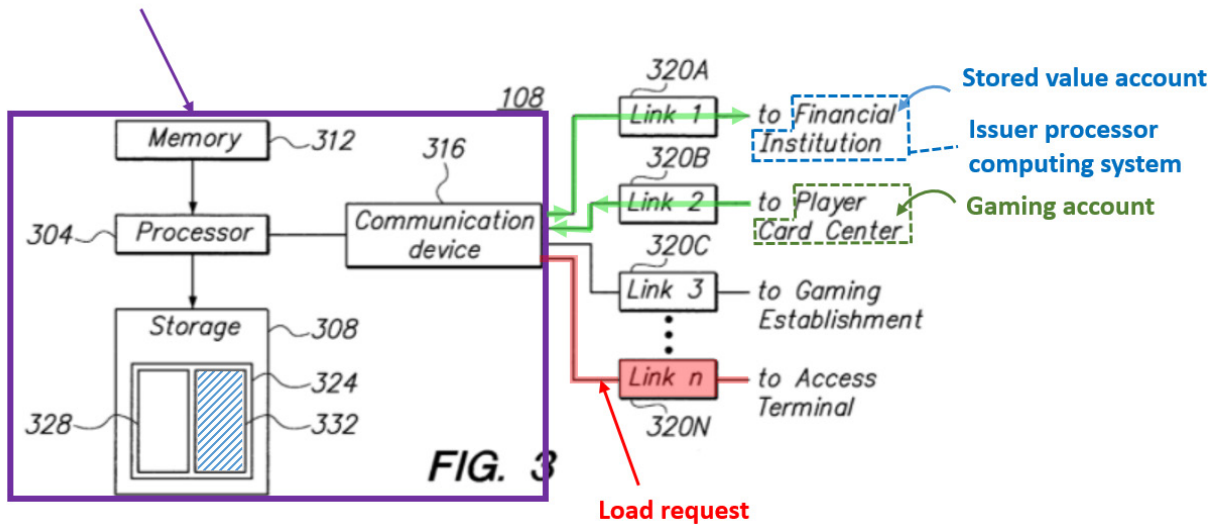 108
Memory
312
316
304
Processor
Communication
device
Storage
308
324
328
332
FIG. 3
320A
Link 1
to Financial
Institution
320B
Link 2
to Player
Card Center
320C
Link 3
to Gaming
Establishment
Link n
to Access
Terminal
320N
Stored value account
Issuer processor
computing system
Gaming account
Load request